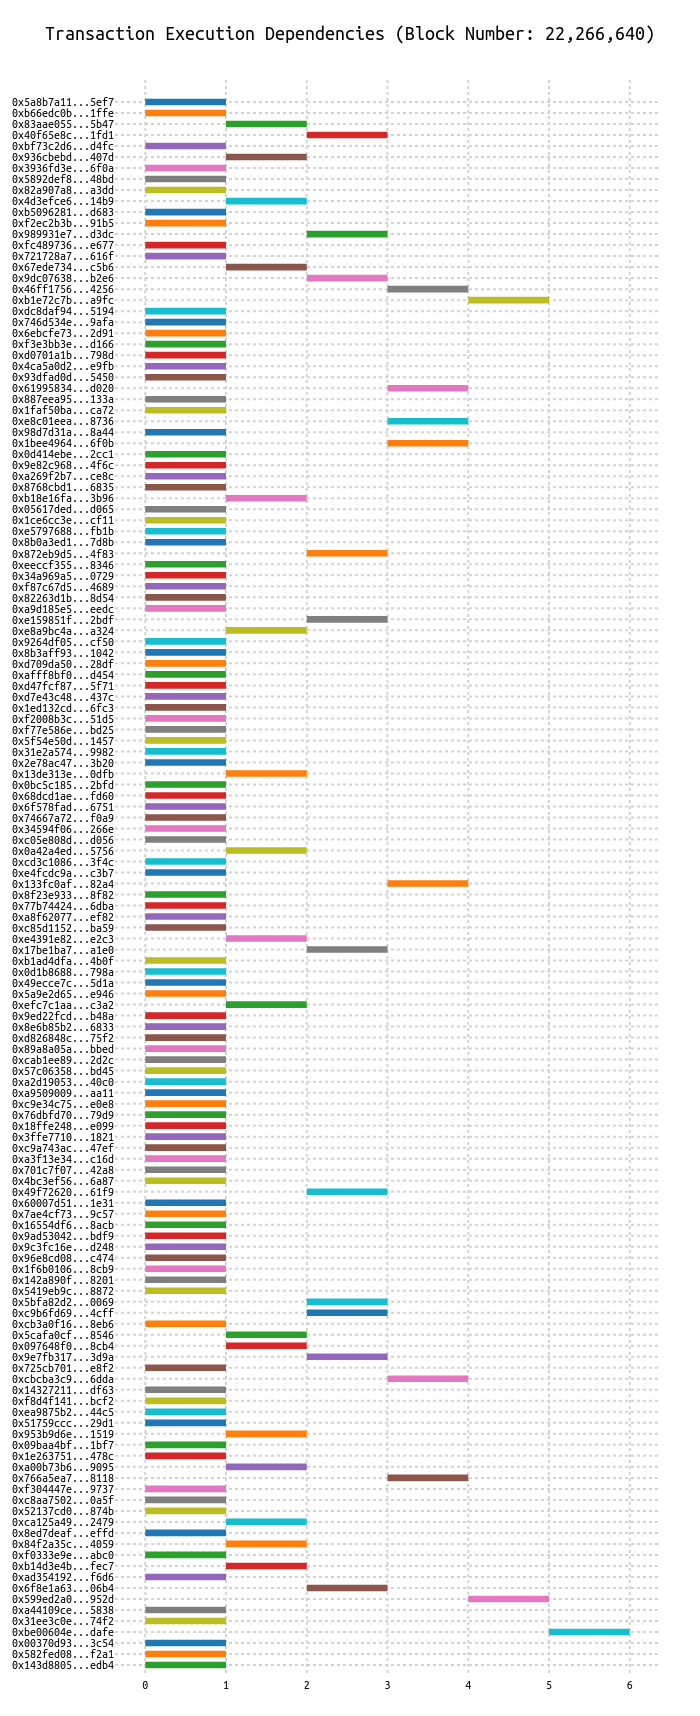 Transaction Execution Dependencies (Block Number: 22,266,640)
0x5a8b7a11...5ef7
0xb66edc0b...1ffe
0x83aae055...5b47
0x40f65e8c...1fd1
0xbf73c2d6...d4fc
0x936cbebd...407d
0x3936fd3e...6f0a
0x5892def8...48bd
0x82a907a8...a3dd
0x4d3efce6...14b9
0xb5096281...d683
0xf2ec2b3b...91b5
0x989931e7...d3dc
0xfc489736...e677
0x721728a7...616f
0x67ede734...c5b6
0x9dc07638...b2e6
0x46ff1756...4256
0xb1e72c7b...a9fc
0xdc8daf94...5194
0x746d534e...9afa
0x6ebcfe73...2d91
0xf3e3bb3e...d166
0xd0701a1b...798d
0x4ca5a0d2...e9fb
0x93dfad0d...5450
0x61995834...d020
0x887eea95...133a
0x1faf50ba...ca72
0xe8c01eea...8736
0x98d7d31a...8a44
0x1bee4964...6f0b
0x0d414ebe...2cc1
0x9e82c968...4f6c
0xa269f2b7...ce8c
0x8768cbd1...6835
0xb18e16fa...3b96
0x05617ded...d065
0x1ce6cc3e...cf11
0xe5797688...fb1b
0x8b0a3ed1...7d8b
0x872eb9d5...4f83
0xeeccf355...8346
0x34a969a5...0729
0xf87c67d5...4689
0x82263d1b...8d54
0xa9d185e5...eedc
0xe159851f...2bdf
0xe8a9bc4a...a324
0x9264df05...cf50
0x8b3aff93...1042
0xd709da50...28df
0xafff8bf0...d454
0xd47fcf87...5f71
0xd7e43c48...437c
0x1ed132cd...6fc3
0xf2008b3c...51d5
0xf77e586e...bd25
0x5f54e50d...1457
0x31e2a574...9982
0x2e78ac47...3b20
0x13de313e...0dfb
0x0bc5c185...2bfd
0x68dcd1ae...fd60
0x6f578fad...6751
0x74667a72...f0a9
0x34594f06...266e
0xc05e808d...d056
0x0a42a4ed...5756
0xcd3c1086...3f4c
0xe4fcdc9a...c3b7
0x133fc0af...82a4
0x8f23e933...8f82
0x77b74424...6dba
0xa8f62077...ef82
0xc85d1152...ba59
0xe4391e82...e2c3
0x17be1ba7...a1e0
0xb1ad4dfa...4b0f
0x0d1b8688...798a
0x49ecce7c...5d1a
0x5a9e2d65...e946
0xefc7c1aa...c3a2
0x9ed22fcd...b48a
0x8e6b85b2...6833
0xd826848c...75f2
0x89a8a05a...bbed
0xcab1ee89...2d2c
0x57c06358...bd45
0xa2d19053...40c0
0xa9509009...aa11
0xc9e34c75...e0e8
0x76dbfd70...79d9
0x18ffe248...e099
0x3ffe7710...1821
0xc9a743ac...47ef
0xa3f13e34...c16d
0x701c7f07...42a8
0x4bc3ef56...6a87
0x49f72620...61f9
0x60007d51...1e31
0x7ae4cf73...9c57
0x16554df6...8acb
0x9ad53042...bdf9
0x9c3fc16e...d248
0x96e8cd08...c474
0x1f6b0106...8cb9
0x142a890f...8201
0x5419eb9c...8872
0x5bfa82d2...0069
0xc9b6fd69...4cff
0xcb3a0f16...8eb6
0x5cafa0cf...8546
0x097648f0...8cb4
0x9e7fb317...3d9a
0x725cb701...e8f2
0xcbcba3c9...6dda
0x14327211...df63
0xf8d4f141...bcf2
0xea9875b2...44c5
0x51759ccc...29d1
0x953b9d6e...1519
0x09baa4bf...1bf7
0x1e263751...478c
0xa00b73b6...9095
0x766a5ea7...8118
0xf304447e...9737
0xc8aa7502...0a5f
0x52137cd0...874b
0xca125a49...2479
0x8ed7deaf...effd
0x84f2a35c...4059
0xf0333e9e...abc0
0xb14d3e4b...fec7
0xad354192...f6d6
0x6f8e1a63...06b4
0x599ed2a0...952d
0xa44109ce...5838
0x31ee3c0e...74f2
0xbe00604e...dafe
0x00370d93...3c54
0x582fed08...f2a1
0x143d8805...edb4
0 1 2 3 4 5 6